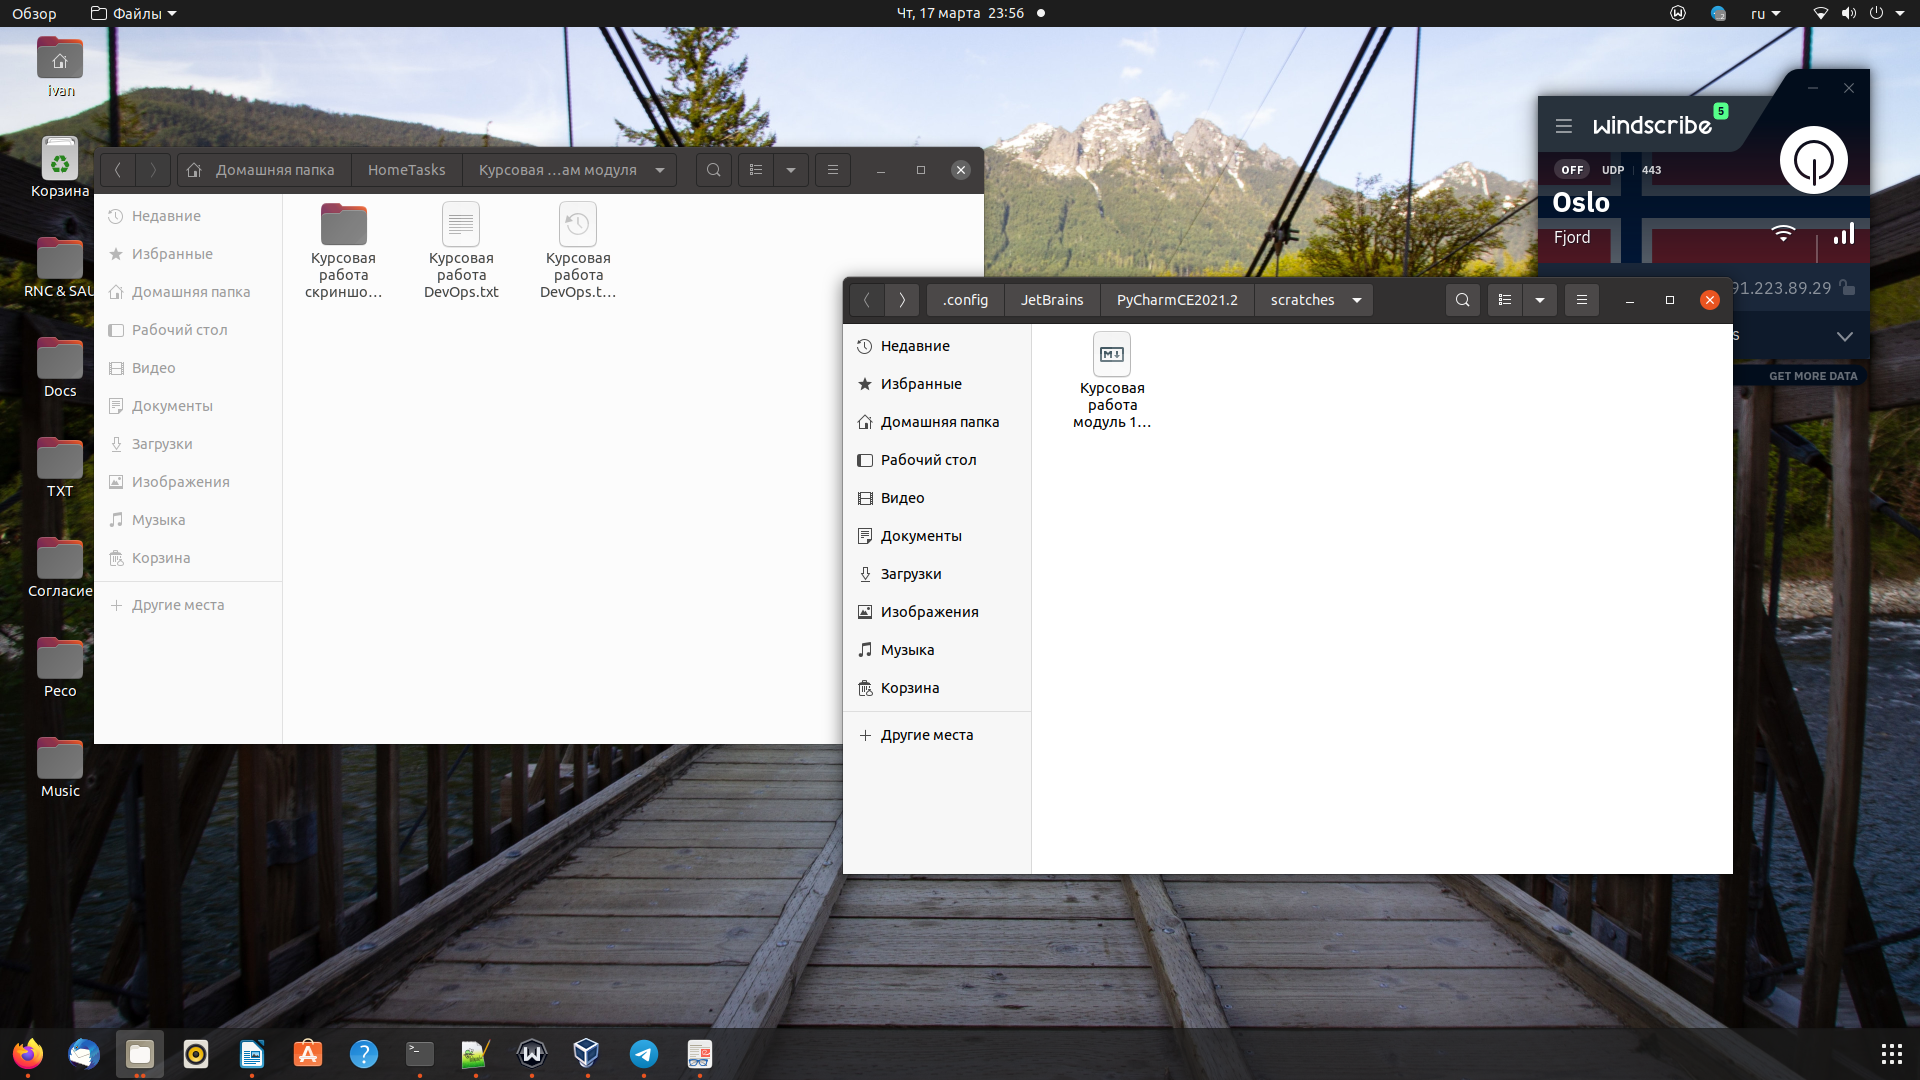 Обзор
Файлы
Чт, 17 марта 23:56
ru
ivan
Корзина
RNC & SAU
Docs
TXT
Согласие
Peco
Music
Домашняя папка
HomeTasks
Курсовая …ам модуля
Недавние
Избранные
Домашняя папка
Рабочий стол
Видео
Документы
Загрузки
Изображения
Музыка
Корзина
Другие места
Курсовая
работа
скриншо…
Курсовая
работа
DevOps.txt
Курсовая
работа
DevOps.t…
.config
JetBrains
PyCharmCE2021.2
scratches
Недавние
Избранные
Домашняя папка
Рабочий стол
Видео
Документы
Загрузки
Изображения
Музыка
Корзина
Другие места
M
Курсовая
работа
модуль 1…
windscribe
5
OFF UDP 443
Oslo
Fjord
91.223.89.29
s
GET MORE DATA